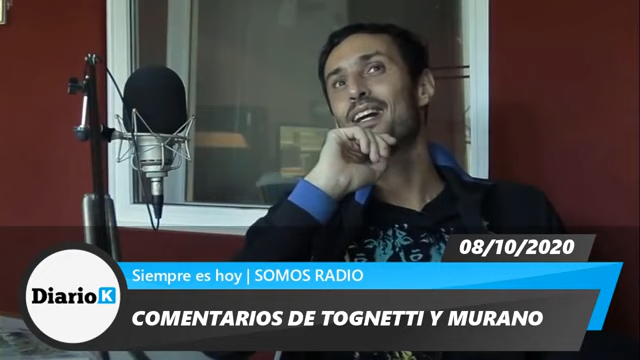 08/10/2020
Siempre es hoy | SOMOS RADIO
Diario K
COMENTARIOS DE TOGNETTI Y MURANO